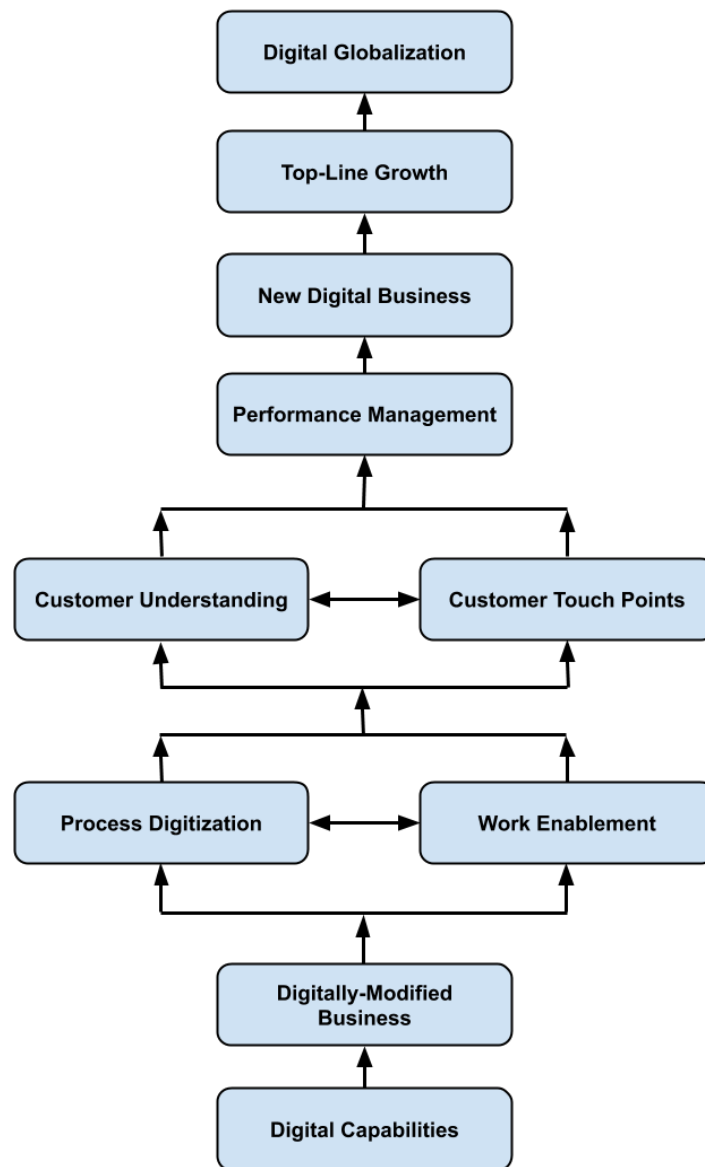 Digital Globalization
Top-Line Growth
New Digital Business
Performance Management
Customer Understanding
Customer Touch Points
Process Digitization
Work Enablement
Digitally-Modified
Business
Digital Capabilities